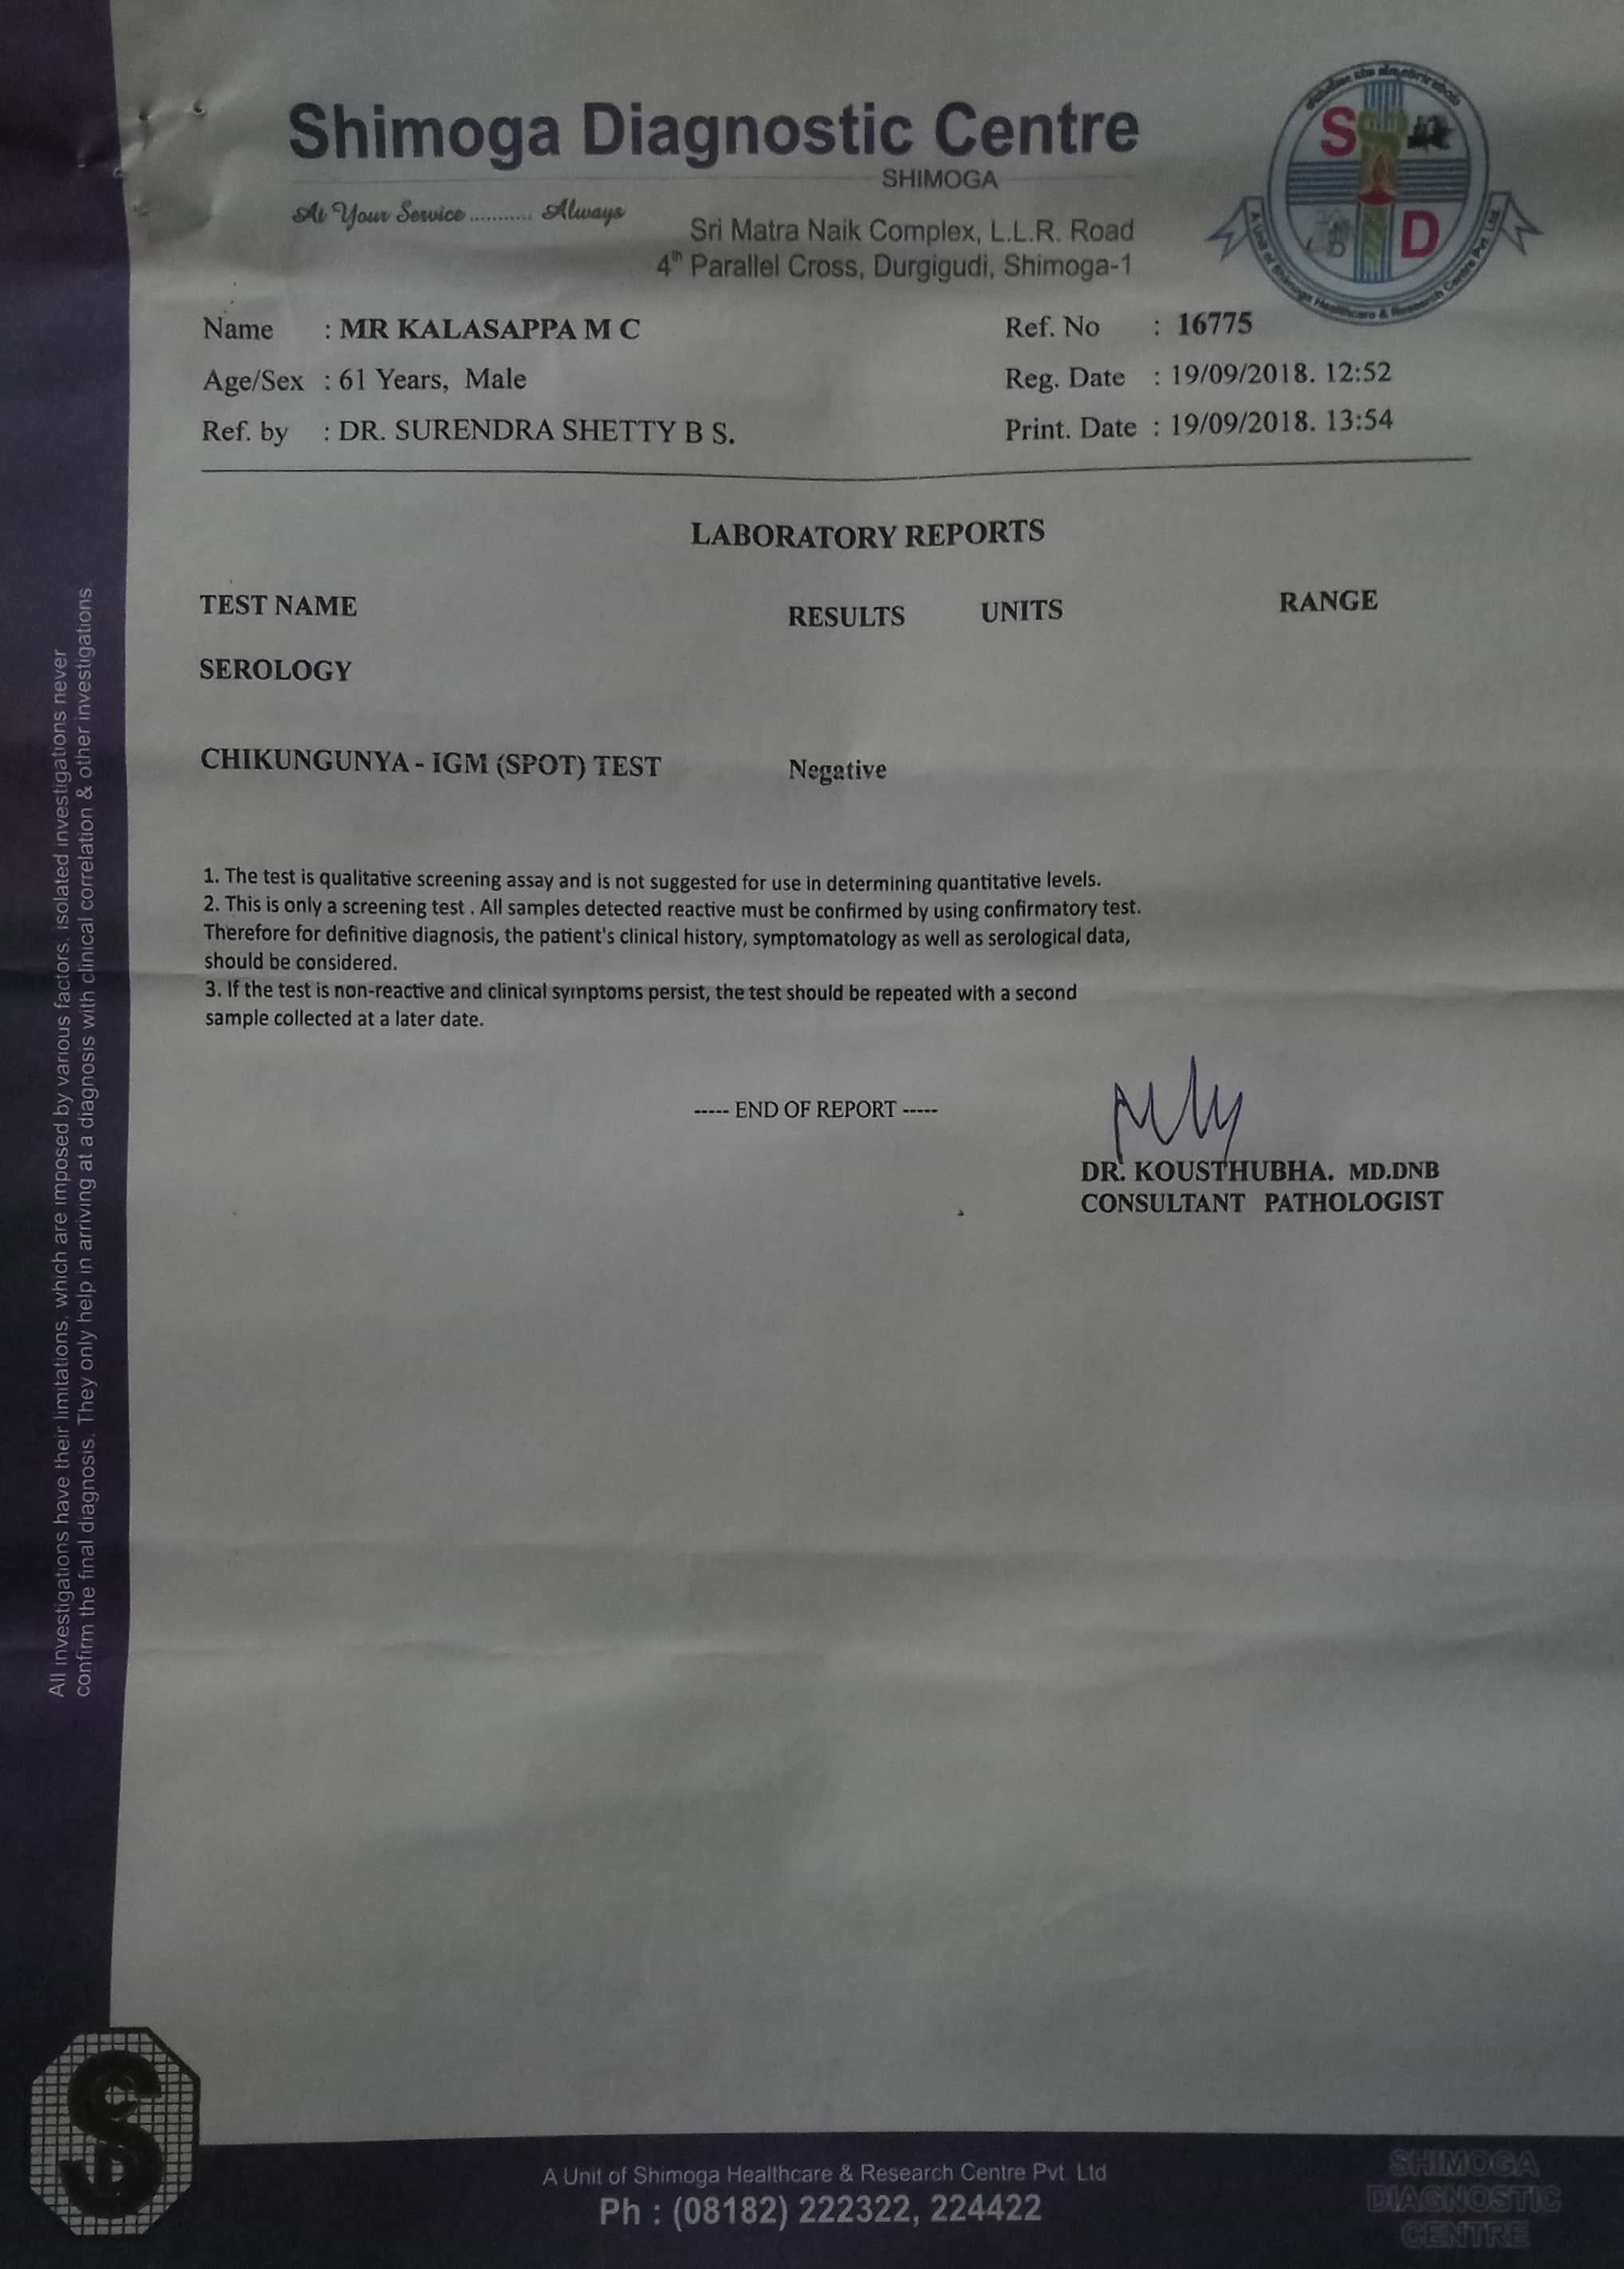 Shimoga Diagnostic Centre
SHIMOGA
At Your Service ........... Always
Sri Matra Naik Complex, L.L.R. Road
4th Parallel Cross, Durgigudi, Shimoga-1
S
D
A Unit of Shimoga Healthcare & Research Centre Pvt. Ltd.
Name : MR KALASAPPA M C Ref. No : 16775
Age/Sex : 61 Years, Male Reg. Date : 19/09/2018. 12:52
Ref. by : DR. SURENDRA SHETTY B S. Print. Date : 19/09/2018. 13:54
LABORATORY REPORTS
TEST NAME RESULTS UNITS RANGE
SEROLOGY
CHIKUNGUNYA - IGM (SPOT) TEST Negative
1. The test is qualitative screening assay and is not suggested for use in determining quantitative levels.
2. This is only a screening test . All samples detected reactive must be confirmed by using confirmatory test.
Therefore for definitive diagnosis, the patient's clinical history, symptomatology as well as serological data,
should be considered.
3. If the test is non-reactive and clinical symptoms persist, the test should be repeated with a second
sample collected at a later date.
----- END OF REPORT -----
DR. KOUSTHUBHA. MD.DNB
CONSULTANT PATHOLOGIST
All investigations have their limitations, which are imposed by various factors, isolated investigations never
confirm the final diagnosis. They only help in arriving at a diagnosis with clinical correlation & other investigations
A Unit of Shimoga Healthcare & Research Centre Pvt. Ltd
Ph : (08182) 222322, 224422
SHIMOGA
DIAGNOSTIC
CENTRE